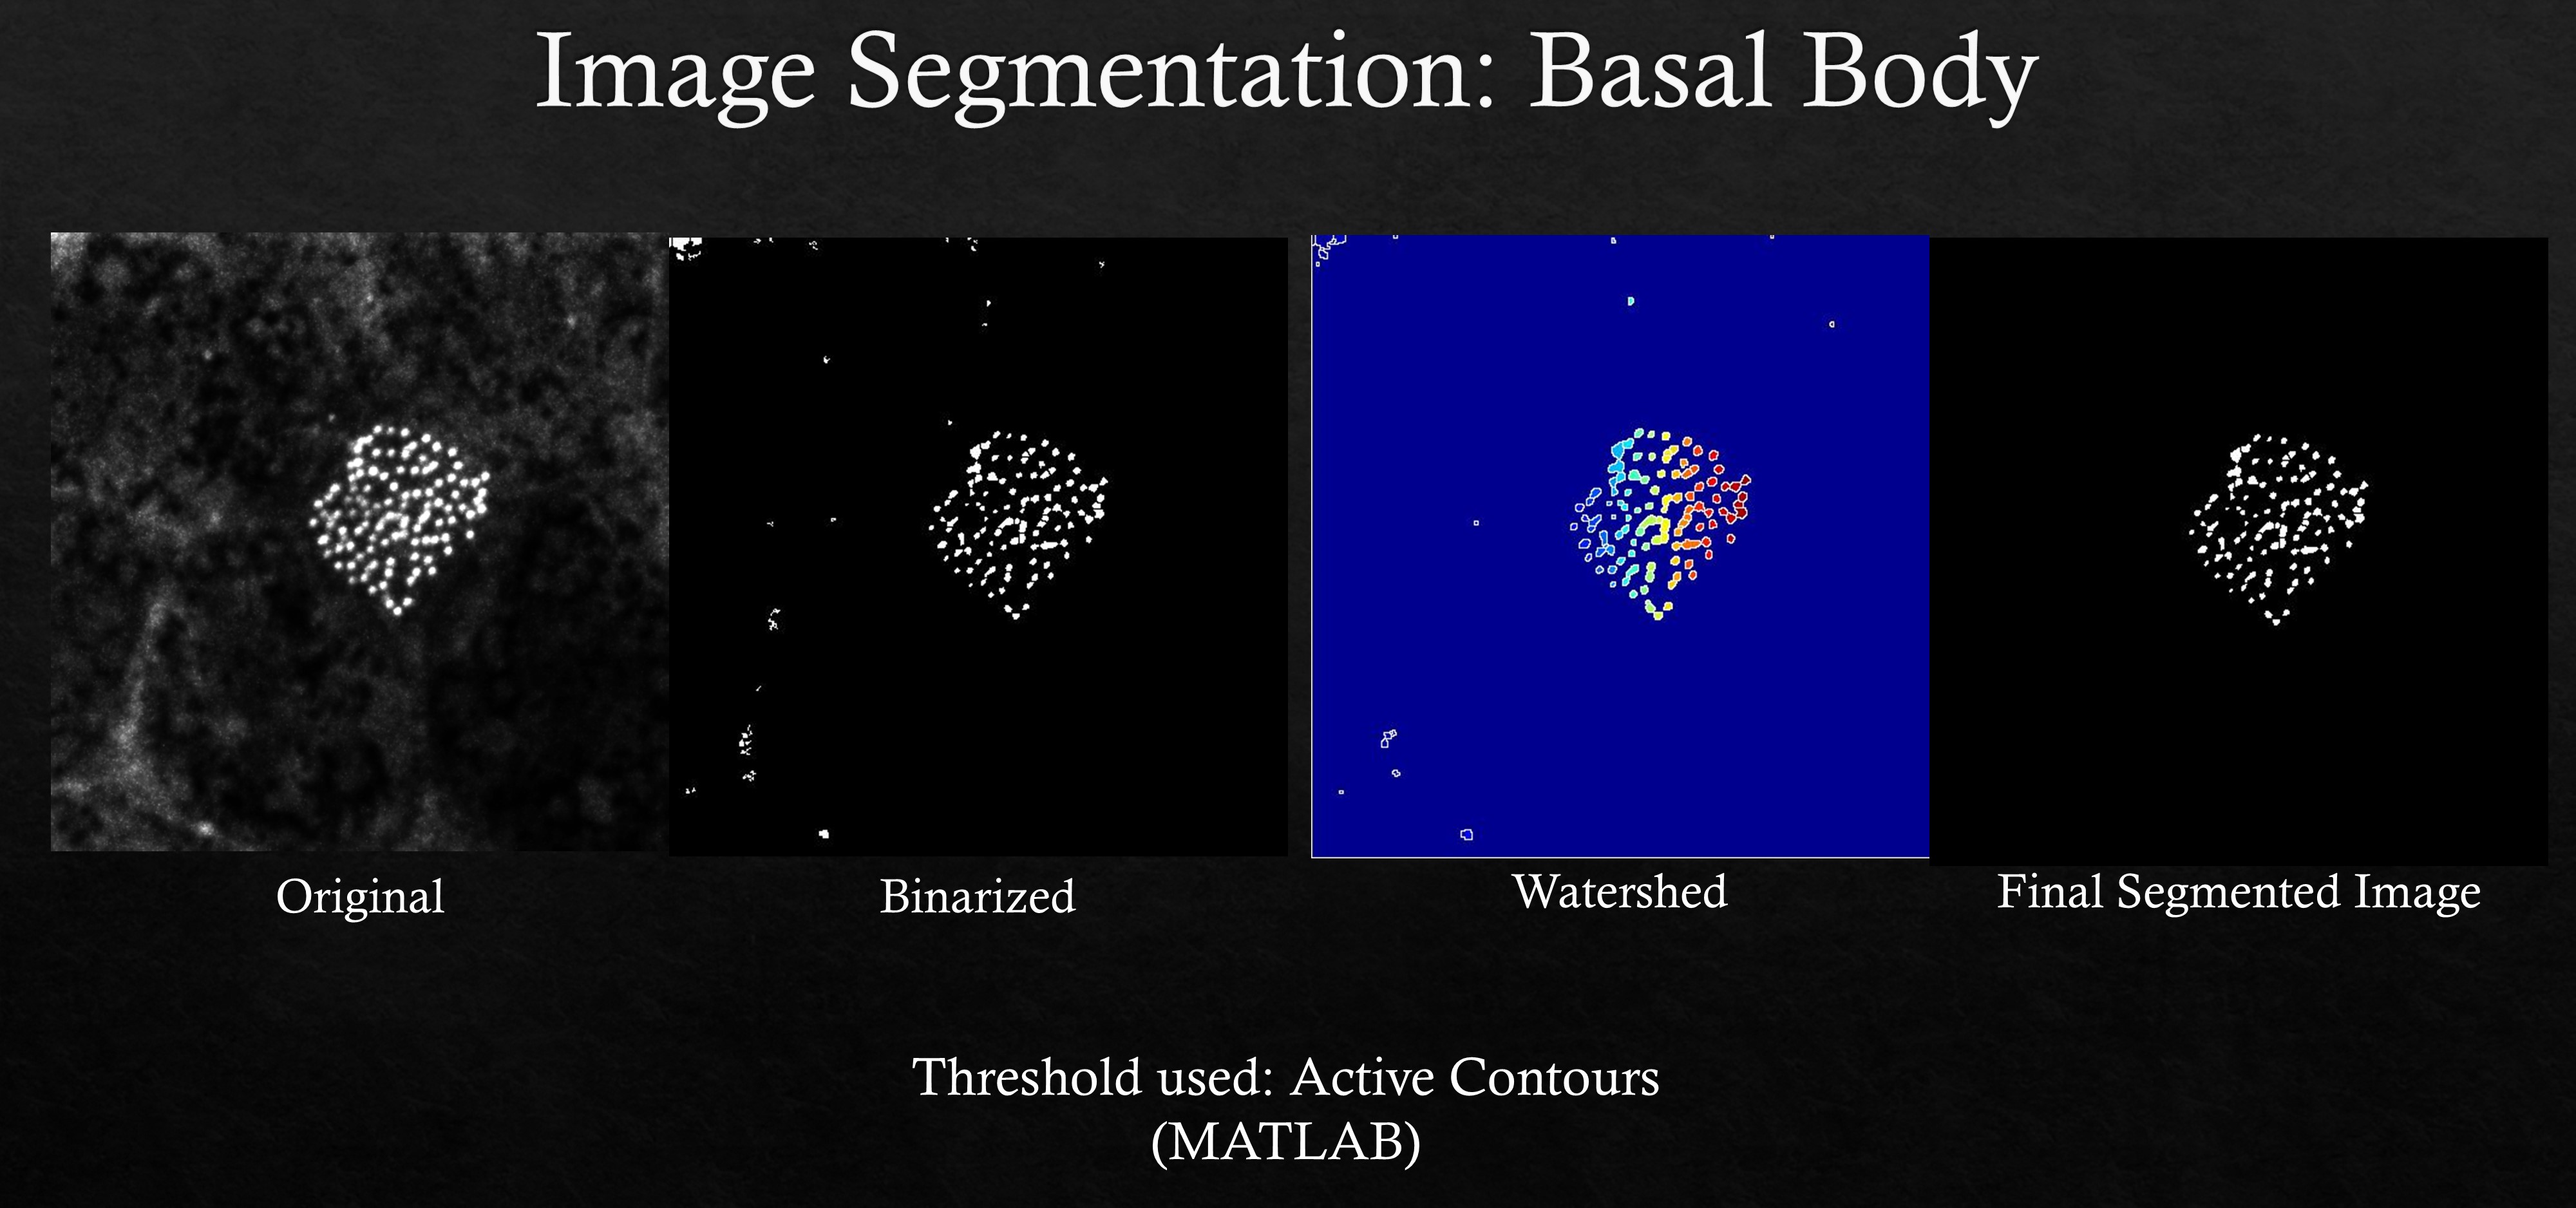 Image Segmentation: Basal Body
Original
Binarized
Watershed
Final Segmented Image
Threshold used: Active Contours
(MATLAB)